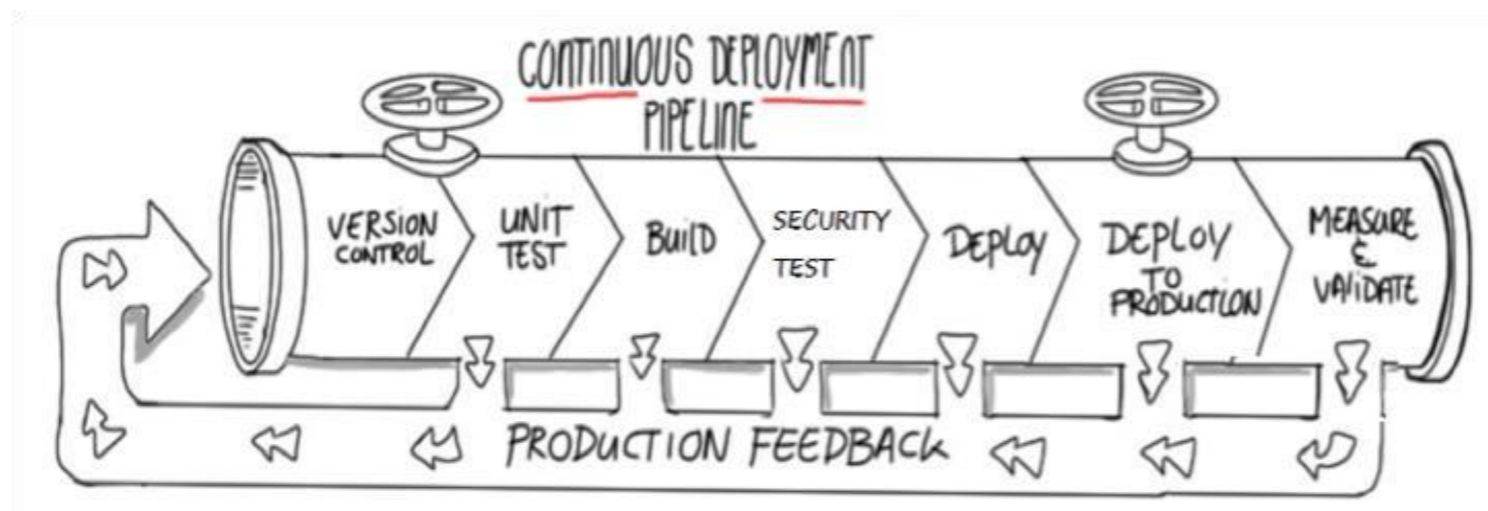 CONTINUOUS DEPLOYMENT
PIPELINE
VERSION
CONTROL
UNIT
TEST
BUILD
SECURITY
TEST
DEPLOY
DEPLOY
TO
PRODUCTION
MEASURE
&
VALIDATE
PRODUCTION FEEDBACK